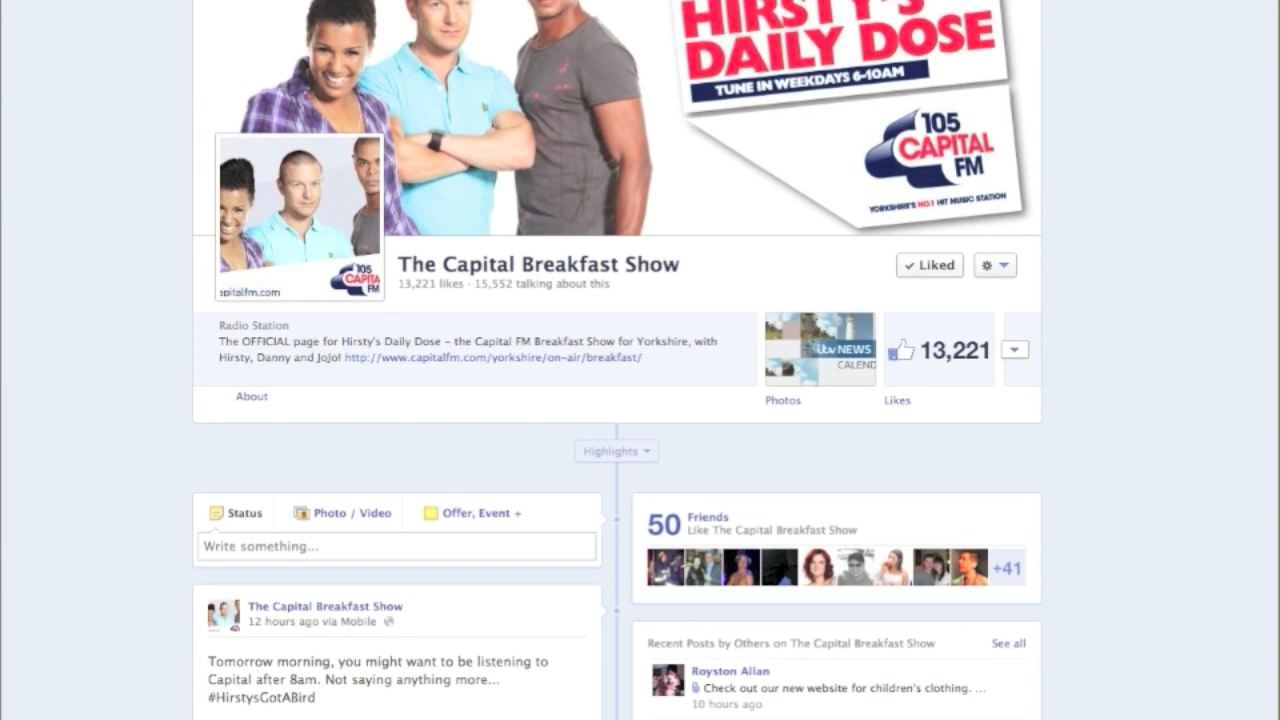 HIRSTY'S
DAILY DOSE
TUNE IN WEEKDAYS 6-10AM
105
CAPITAL
FM
YORKSHIRE'S NO.1 HIT MUSIC STATION
105
CAPITA
FM
apitalfm.com
The Capital Breakfast Show
13,221 likes · 15,552 talking about this
✓ Liked
Radio Station
The OFFICIAL page for Hirsty's Daily Dose – the Capital FM Breakfast Show for Yorkshire, with
Hirsty, Danny and JoJo! http://www.capitalfm.com/yorkshire/on-air/breakfast/
About
itv NEWS
CALEND
Photos
13,221
Likes
Highlights
Status
Photo / Video
Offer, Event +
Write something...
The Capital Breakfast Show
12 hours ago via Mobile
Tomorrow morning, you might want to be listening to
Capital after 8am. Not saying anything more...
#HirstysGotABird
50 Friends
Like The Capital Breakfast Show
+41
Recent Posts by Others on The Capital Breakfast Show
See all
Royston Allan
Check out our new website for children's clothing. ...
10 hours ago